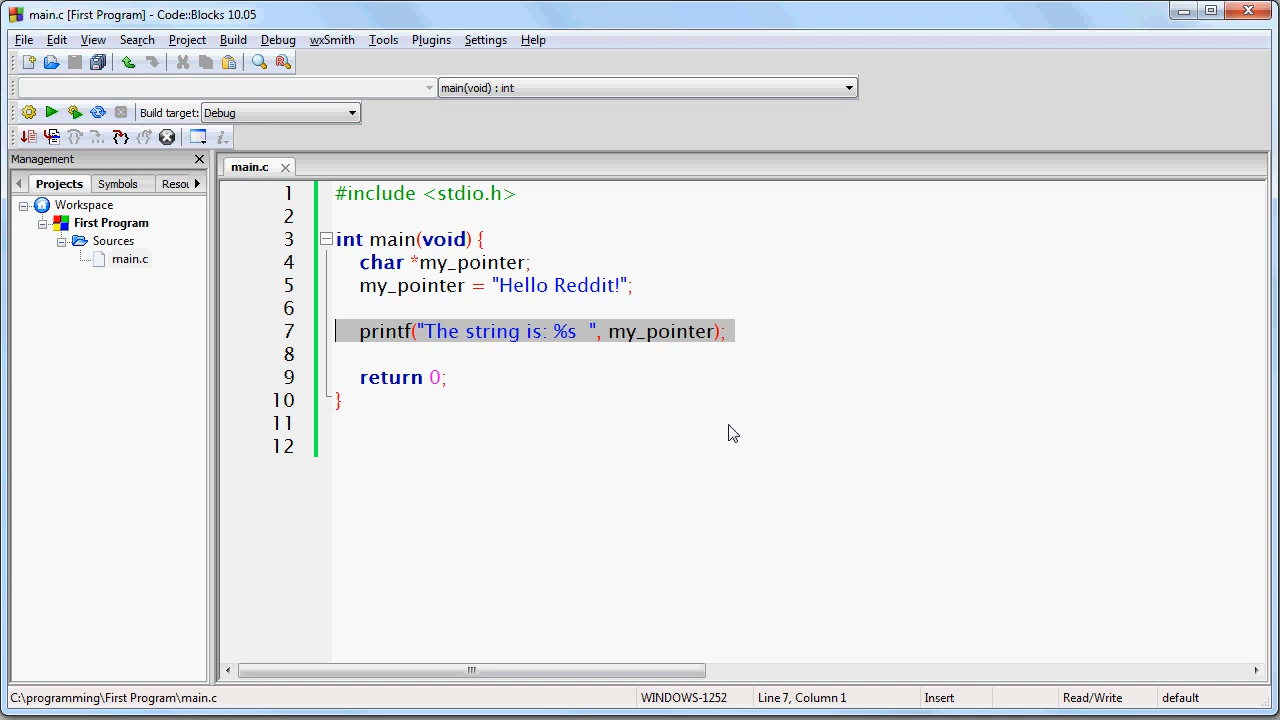 main.c [First Program] - Code::Blocks 10.05
File Edit View Search Project Build Debug wxSmith Tools Plugins Settings Help
main(void) : int
Build target: Debug
Management
main.c
Projects Symbols Resou
Workspace
First Program
Sources
main.c
1 #include <stdio.h>
2
3 int main(void) {
4 char *my_pointer;
5 my_pointer = "Hello Reddit!";
6
7 printf("The string is: %s  ", my_pointer);
8
9 return 0;
10 }
11
12
C:\programming\First Program\main.c WINDOWS-1252 Line 7, Column 1 Insert Read/Write default